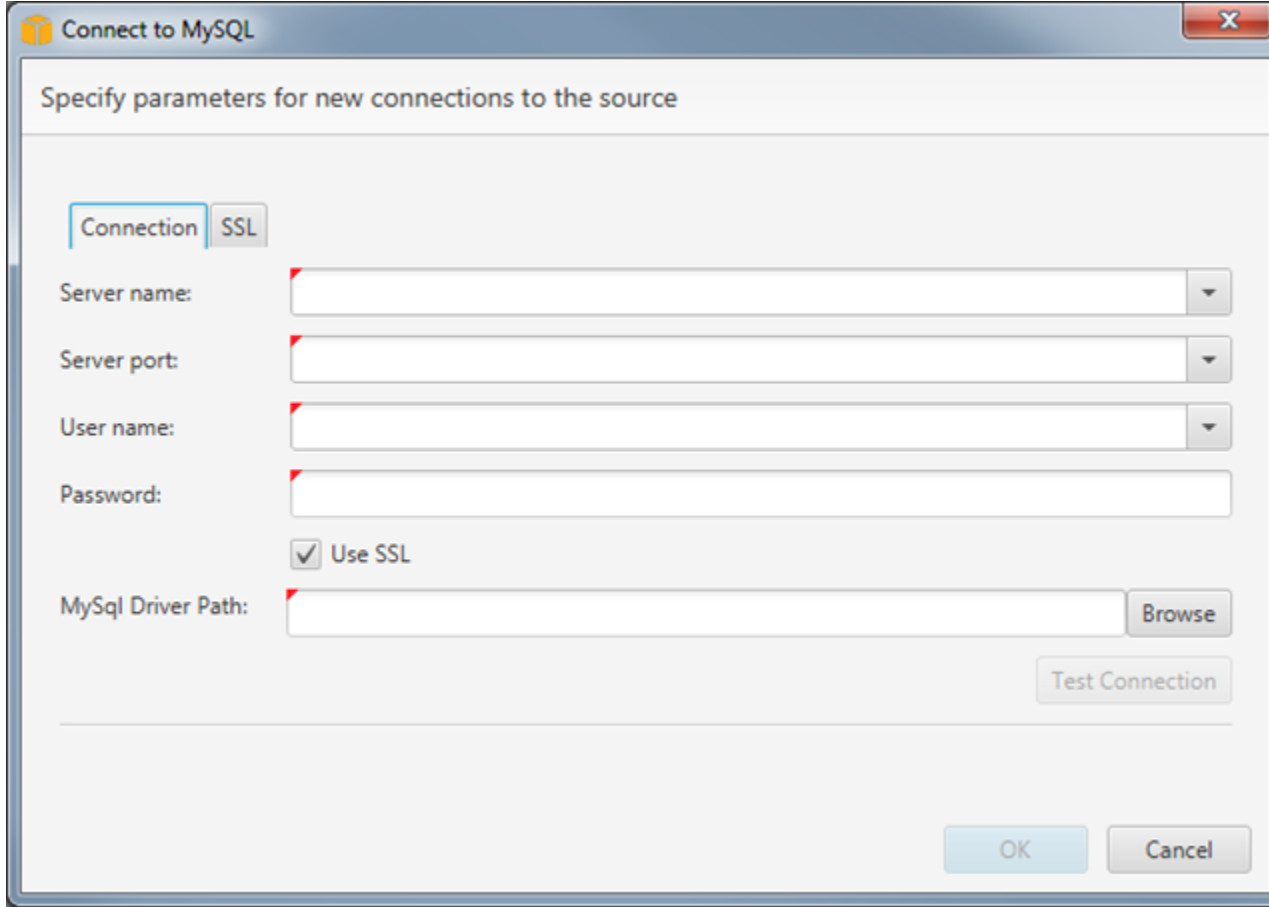 Connect to MySQL
Specify parameters for new connections to the source
Connection SSL
Server name:
Server port:
User name:
Password:
Use SSL
MySql Driver Path: Browse
Test Connection
OK Cancel